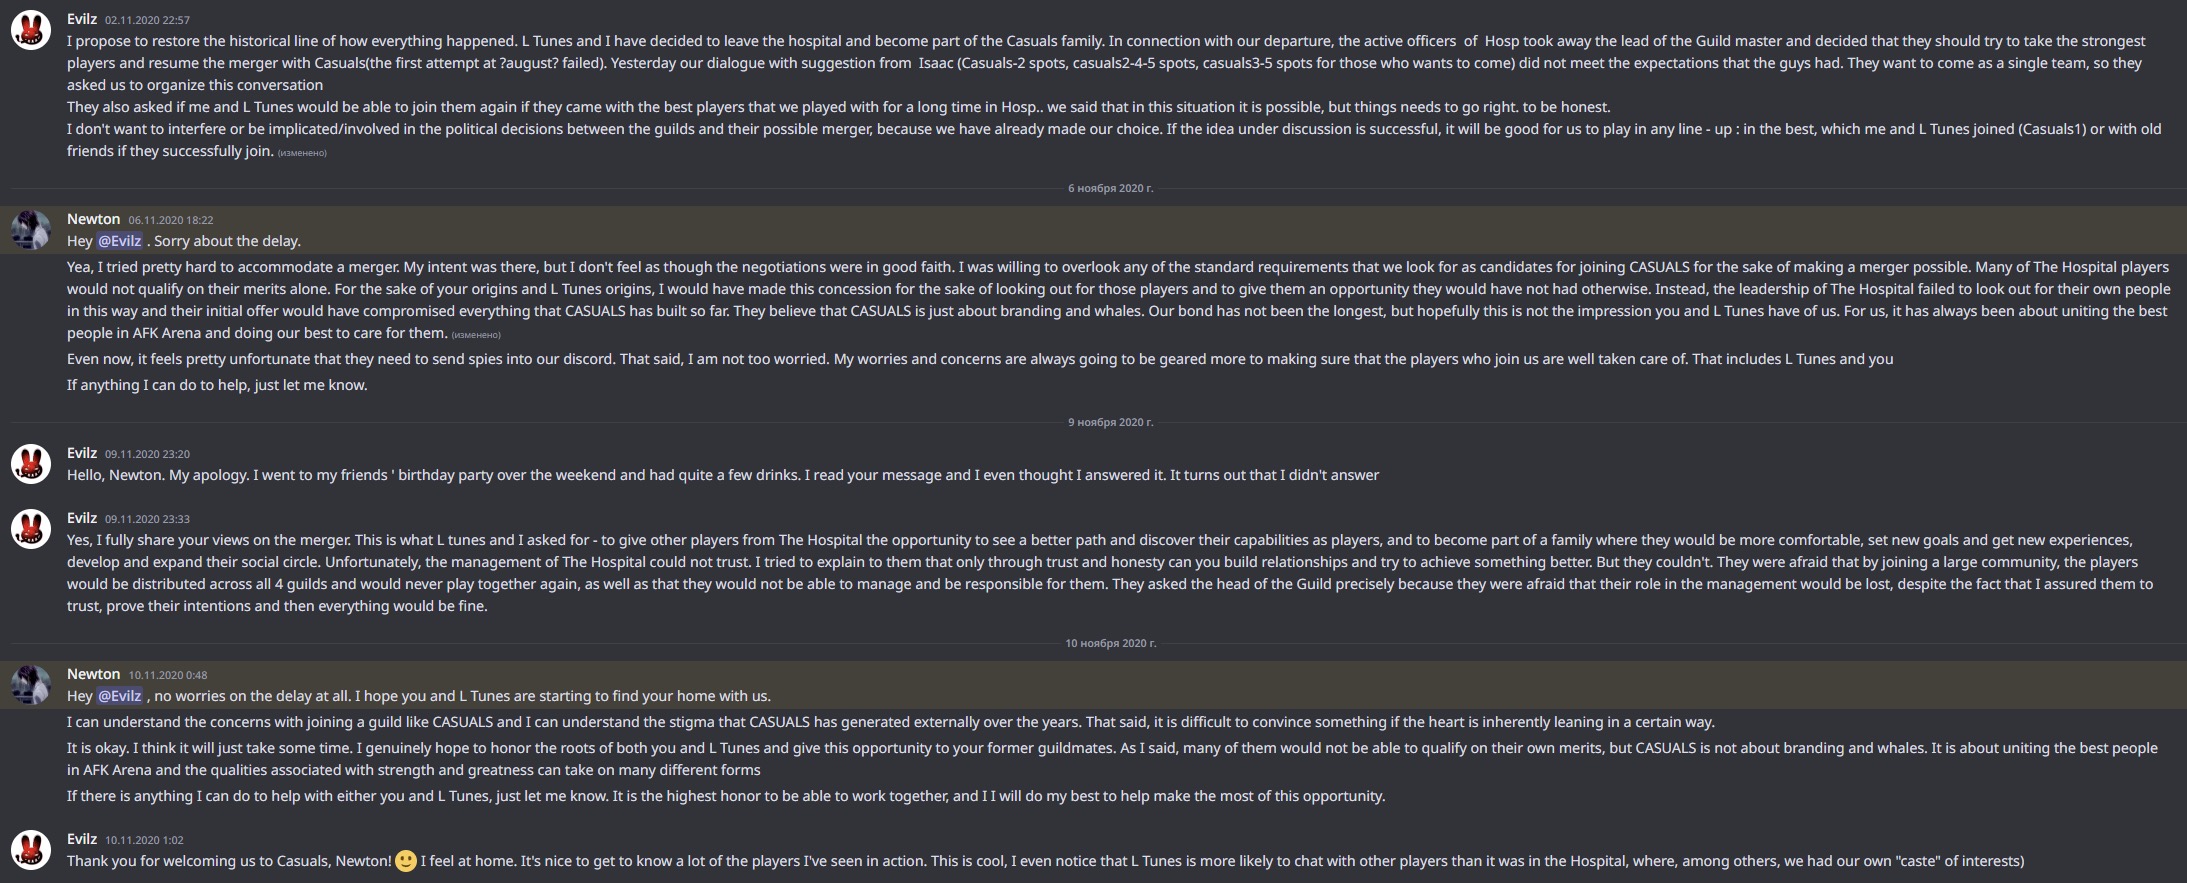 Evilz 02.11.2020 22:57
I propose to restore the historical line of how everything happened. L Tunes and I have decided to leave the hospital and become part of the Casuals family. In connection with our departure, the active officers of Hosp took away the lead of the Guild master and decided that they should try to take the strongest
players and resume the merger with Casuals(the first attempt at ?august? failed). Yesterday our dialogue with suggestion from Isaac (Casuals-2 spots, casuals2-4-5 spots, casuals3-5 spots for those who wants to come) did not meet the expectations that the guys had. They want to come as a single team, so they
asked us to organize this conversation
They also asked if me and L Tunes would be able to join them again if they came with the best players that we played with for a long time in Hosp.. we said that in this situation it is possible, but things needs to go right. to be honest.
I don't want to interfere or be implicated/involved in the political decisions between the guilds and their possible merger, because we have already made our choice. If the idea under discussion is successful, it will be good for us to play in any line - up : in the best, which me and L Tunes joined (Casuals1) or with old
friends if they successfully join. (изменено)
6 ноября 2020 г.
Newton 06.11.2020 18:22
Hey @Evilz . Sorry about the delay.
Yea, I tried pretty hard to accommodate a merger. My intent was there, but I don't feel as though the negotiations were in good faith. I was willing to overlook any of the standard requirements that we look for as candidates for joining CASUALS for the sake of making a merger possible. Many of The Hospital players
would not qualify on their merits alone. For the sake of your origins and L Tunes origins, I would have made this concession for the sake of looking out for those players and to give them an opportunity they would have not had otherwise. Instead, the leadership of The Hospital failed to look out for their own people
in this way and their initial offer would have compromised everything that CASUALS has built so far. They believe that CASUALS is just about branding and whales. Our bond has not been the longest, but hopefully this is not the impression you and L Tunes have of us. For us, it has always been about uniting the best
people in AFK Arena and doing our best to care for them. (изменено)
Even now, it feels pretty unfortunate that they need to send spies into our discord. That said, I am not too worried. My worries and concerns are always going to be geared more to making sure that the players who join us are well taken care of. That includes L Tunes and you
If anything I can do to help, just let me know.
9 ноября 2020 г.
Evilz 09.11.2020 23:20
Hello, Newton. My apology. I went to my friends ' birthday party over the weekend and had quite a few drinks. I read your message and I even thought I answered it. It turns out that I didn't answer
Evilz 09.11.2020 23:33
Yes, I fully share your views on the merger. This is what L tunes and I asked for - to give other players from The Hospital the opportunity to see a better path and discover their capabilities as players, and to become part of a family where they would be more comfortable, set new goals and get new experiences,
develop and expand their social circle. Unfortunately, the management of The Hospital could not trust. I tried to explain to them that only through trust and honesty can you build relationships and try to achieve something better. But they couldn't. They were afraid that by joining a large community, the players
would be distributed across all 4 guilds and would never play together again, as well as that they would not be able to manage and be responsible for them. They asked the head of the Guild precisely because they were afraid that their role in the management would be lost, despite the fact that I assured them to
trust, prove their intentions and then everything would be fine.
10 ноября 2020 г.
Newton 10.11.2020 0:48
Hey @Evilz , no worries on the delay at all. I hope you and L Tunes are starting to find your home with us.
I can understand the concerns with joining a guild like CASUALS and I can understand the stigma that CASUALS has generated externally over the years. That said, it is difficult to convince something if the heart is inherently leaning in a certain way.
It is okay. I think it will just take some time. I genuinely hope to honor the roots of both you and L Tunes and give this opportunity to your former guildmates. As I said, many of them would not be able to qualify on their own merits, but CASUALS is not about branding and whales. It is about uniting the best people
in AFK Arena and the qualities associated with strength and greatness can take on many different forms
If there is anything I can do to help with either you and L Tunes, just let me know. It is the highest honor to be able to work together, and I I will do my best to help make the most of this opportunity.
Evilz 10.11.2020 1:02
Thank you for welcoming us to Casuals, Newton! 🙂 I feel at home. It's nice to get to know a lot of the players I've seen in action. This is cool, I even notice that L Tunes is more likely to chat with other players than it was in the Hospital, where, among others, we had our own "caste" of interests)